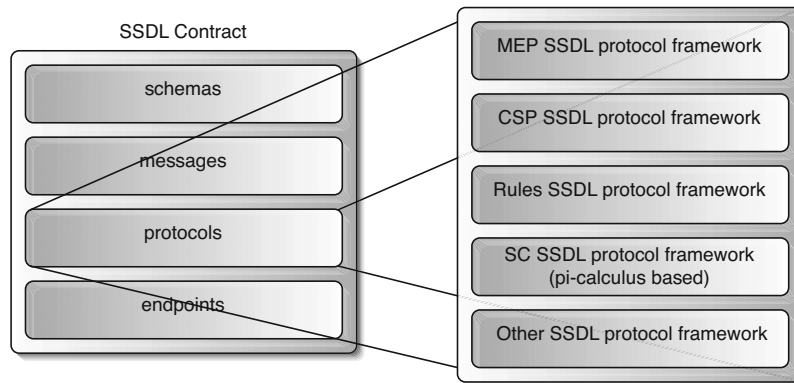 SSDL Contract
schemas
messages
protocols
endpoints
MEP SSDL protocol framework
CSP SSDL protocol framework
Rules SSDL protocol framework
SC SSDL protocol framework
(pi-calculus based)
Other SSDL protocol framework